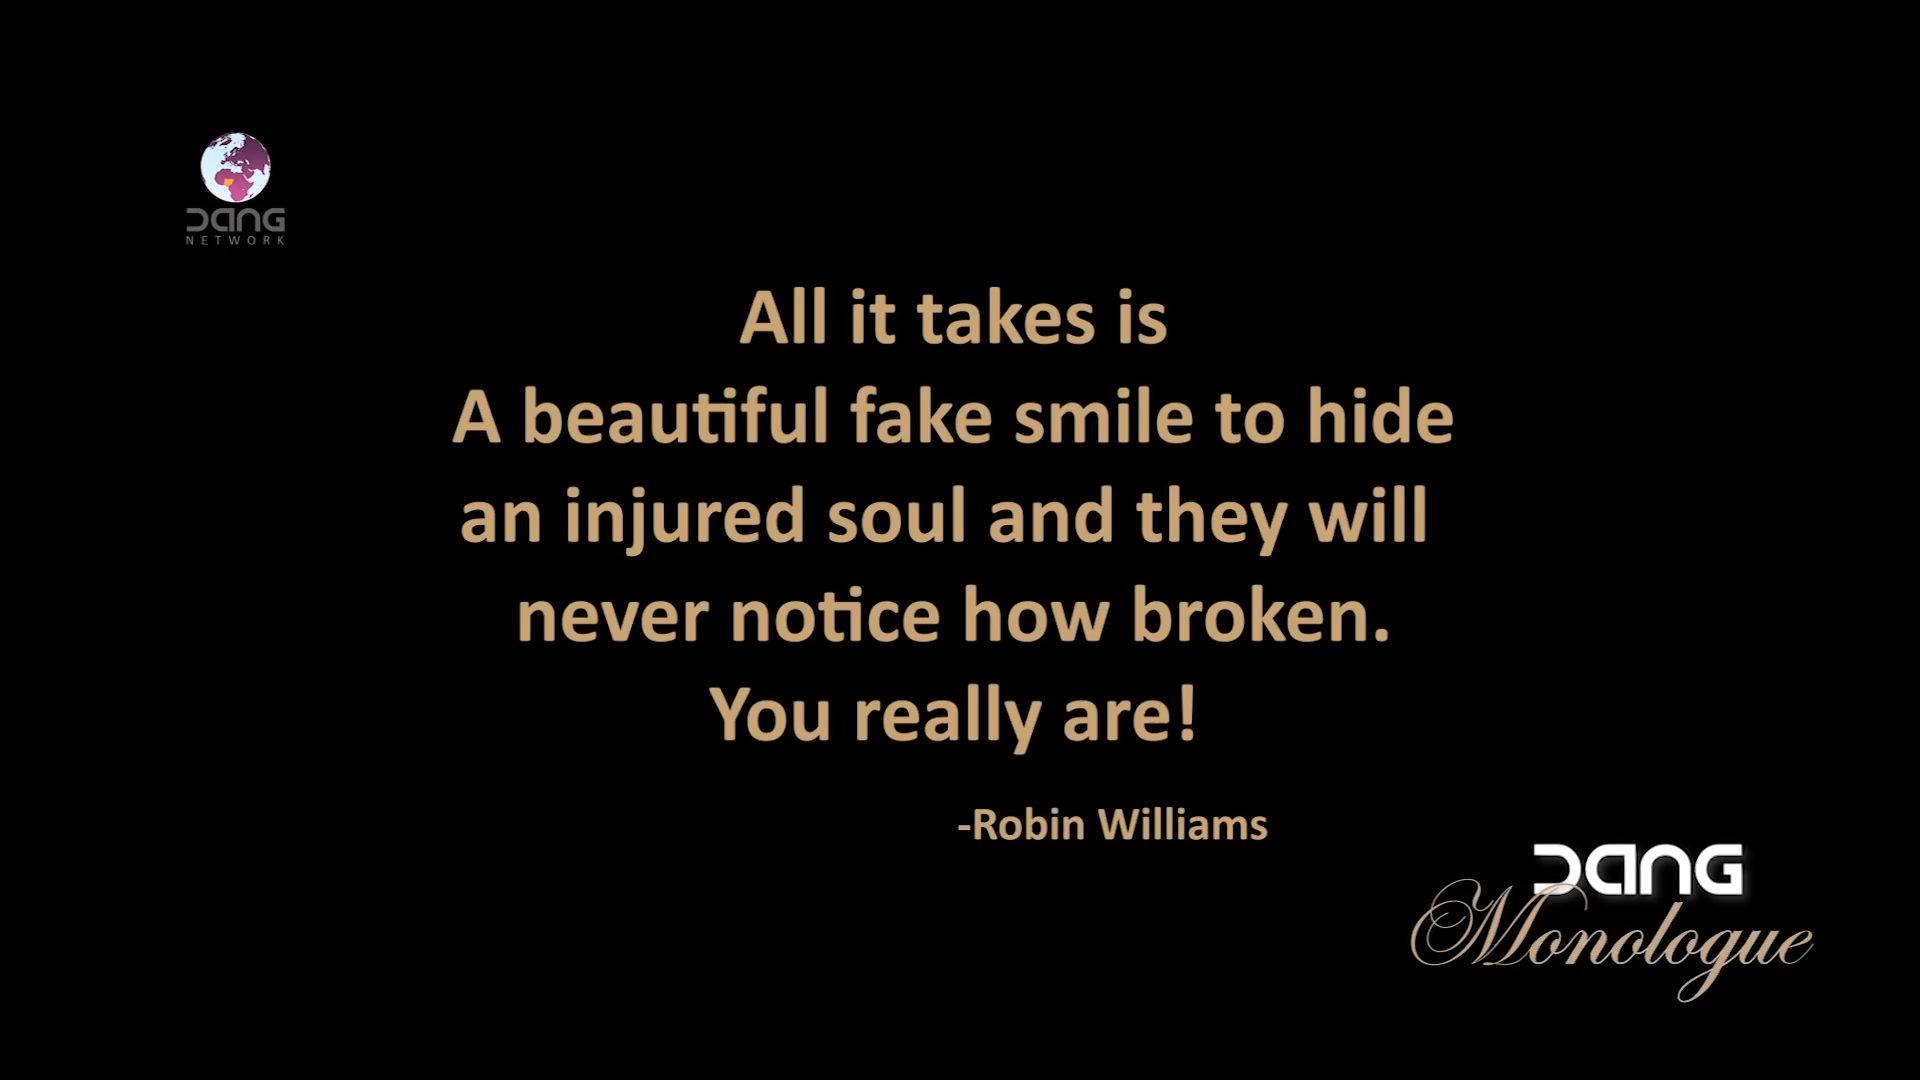 DANG
NETWORK
All it takes is
A beautiful fake smile to hide
an injured soul and they will
never notice how broken.
You really are!
-Robin Williams
DANG
Monologue